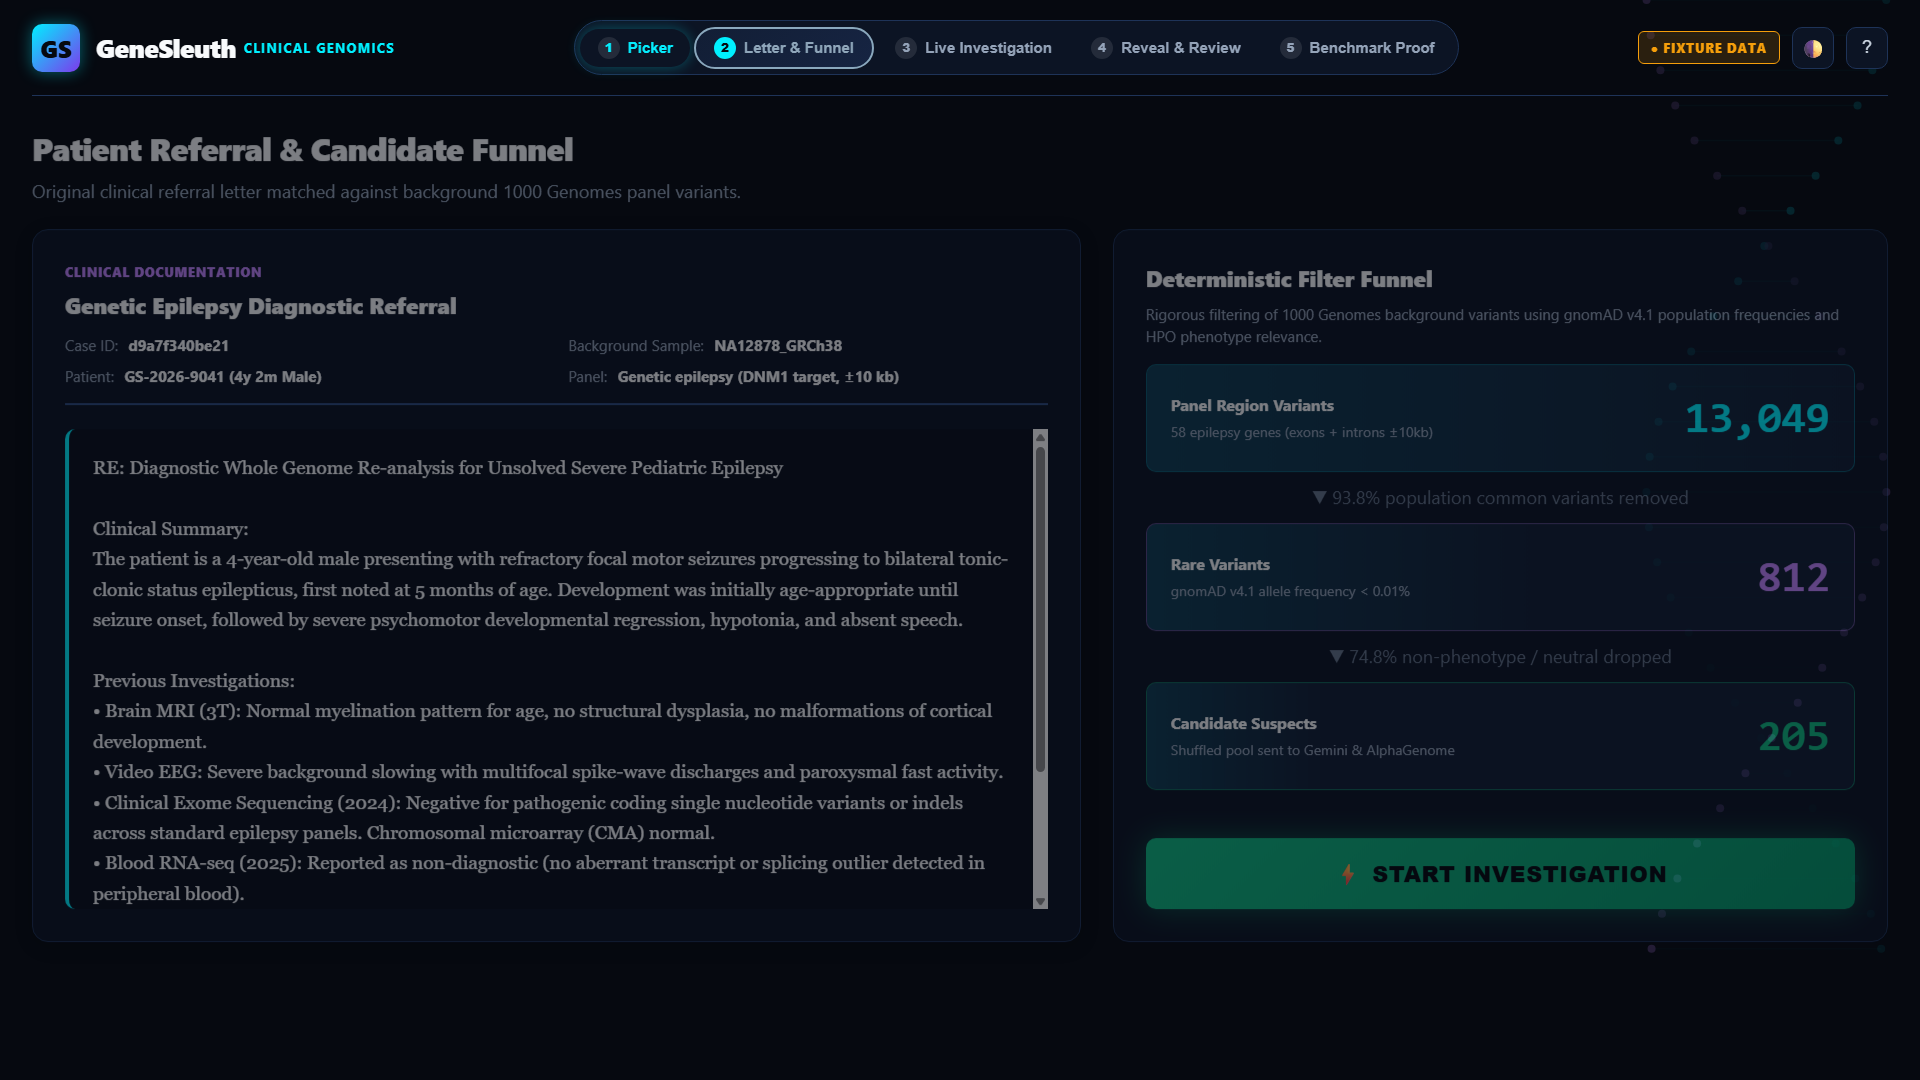 GS GeneSleuth CLINICAL GENOMICS
1 Picker
2 Letter & Funnel
3 Live Investigation
4 Reveal & Review
5 Benchmark Proof
• FIXTURE DATA
?
Patient Referral & Candidate Funnel
Original clinical referral letter matched against background 1000 Genomes panel variants.
CLINICAL DOCUMENTATION
Genetic Epilepsy Diagnostic Referral
Case ID: d9a7f340be21
Background Sample: NA12878_GRCh38
Patient: GS-2026-9041 (4y 2m Male)
Panel: Genetic epilepsy (DNM1 target, ±10 kb)
RE: Diagnostic Whole Genome Re-analysis for Unsolved Severe Pediatric Epilepsy
Clinical Summary:
The patient is a 4-year-old male presenting with refractory focal motor seizures progressing to bilateral tonic-
clonic status epilepticus, first noted at 5 months of age. Development was initially age-appropriate until
seizure onset, followed by severe psychomotor developmental regression, hypotonia, and absent speech.
Previous Investigations:
• Brain MRI (3T): Normal myelination pattern for age, no structural dysplasia, no malformations of cortical
development.
• Video EEG: Severe background slowing with multifocal spike-wave discharges and paroxysmal fast activity.
• Clinical Exome Sequencing (2024): Negative for pathogenic coding single nucleotide variants or indels
across standard epilepsy panels. Chromosomal microarray (CMA) normal.
• Blood RNA-seq (2025): Reported as non-diagnostic (no aberrant transcript or splicing outlier detected in
peripheral blood).
Deterministic Filter Funnel
Rigorous filtering of 1000 Genomes background variants using gnomAD v4.1 population frequencies and
HPO phenotype relevance.
Panel Region Variants
58 epilepsy genes (exons + introns ±10kb)
13,049
▼ 93.8% population common variants removed
Rare Variants
gnomAD v4.1 allele frequency < 0.01%
812
▼ 74.8% non-phenotype / neutral dropped
Candidate Suspects
Shuffled pool sent to Gemini & AlphaGenome
205
⚡ START INVESTIGATION